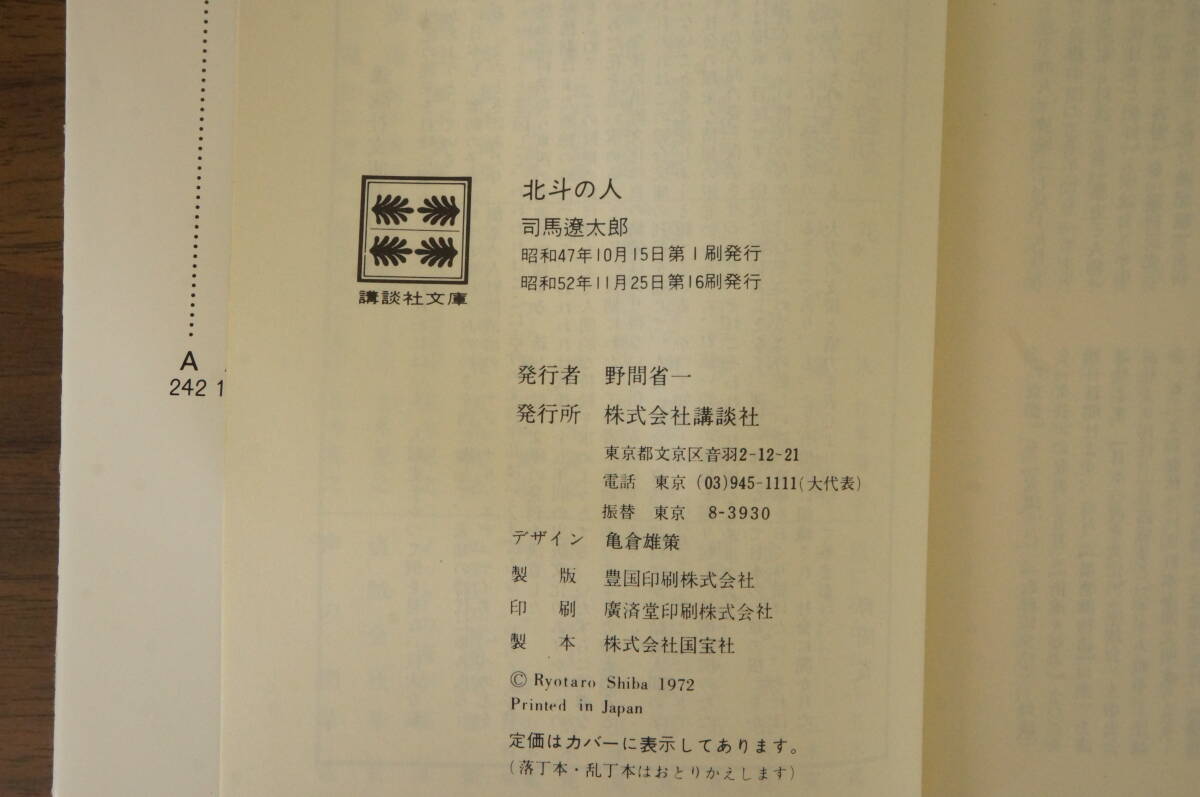 北斗の人
司馬遼太郎
昭和47年10月15日第1刷発行
昭和52年11月25日第16刷発行
講談社文庫
発行者 野間省一
発行所 株式会社講談社
東京都文京区音羽2-12-21
電話 東京 (03)945-1111(大代表)
振替 東京 8-3930
デザイン 亀倉雄策
製版 豊国印刷株式会社
印刷 廣済堂印刷株式会社
製本 株式会社国宝社
© Ryotaro Shiba 1972
Printed in Japan
定価はカバーに表示してあります。
(落丁本・乱丁本はおとりかえします)
A
242 1